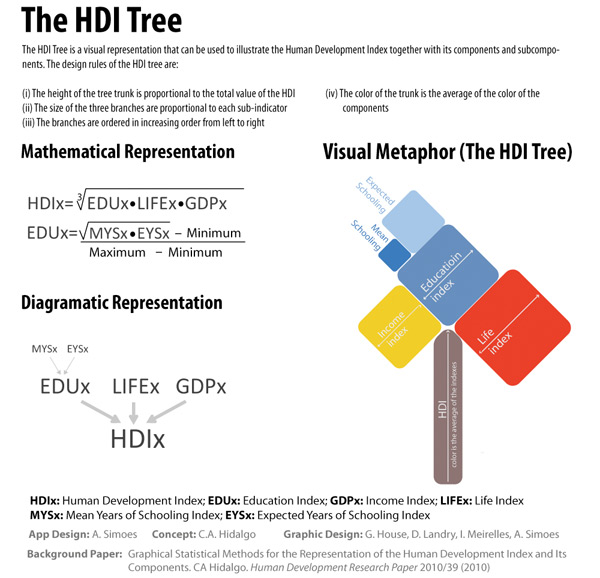 The HDI Tree
The HDI Tree is a visual representation that can be used to illustrate the Human Development Index together with its components and subcompo-
nents. The design rules of the HDI tree are:
(i) The height of the tree trunk is proportional to the total value of the HDI
(ii) The size of the three branches are proportional to each sub-indicator
(iii) The branches are ordered in increasing order from left to right
(iv) The color of the trunk is the average of the color of the
components
Mathematical Representation
HDIx=∛EDUx•LIFEx•GDPx
EDUx=√MYSx•EYSx – Minimum
Maximum – Minimum
Diagramatic Representation
MYSx EYSx
EDUx LIFEx GDPx
HDIx
Visual Metaphor (The HDI Tree)
Expected
Schooling
Mean
Schooling
Educatioin
index
Income
index
Life
index
HDI
color is the average of the indexes
HDIx: Human Development Index; EDUx: Education Index; GDPx: Income Index; LIFEx: Life Index
MYSx: Mean Years of Schooling Index; EYSx: Expected Years of Schooling Index
App Design: A. Simoes Concept: C.A. Hidalgo Graphic Design: G. House, D. Landry, I. Meirelles, A. Simoes
Background Paper: Graphical Statistical Methods for the Representation of the Human Development Index and Its
Components. CA Hidalgo. Human Development Research Paper 2010/39 (2010)